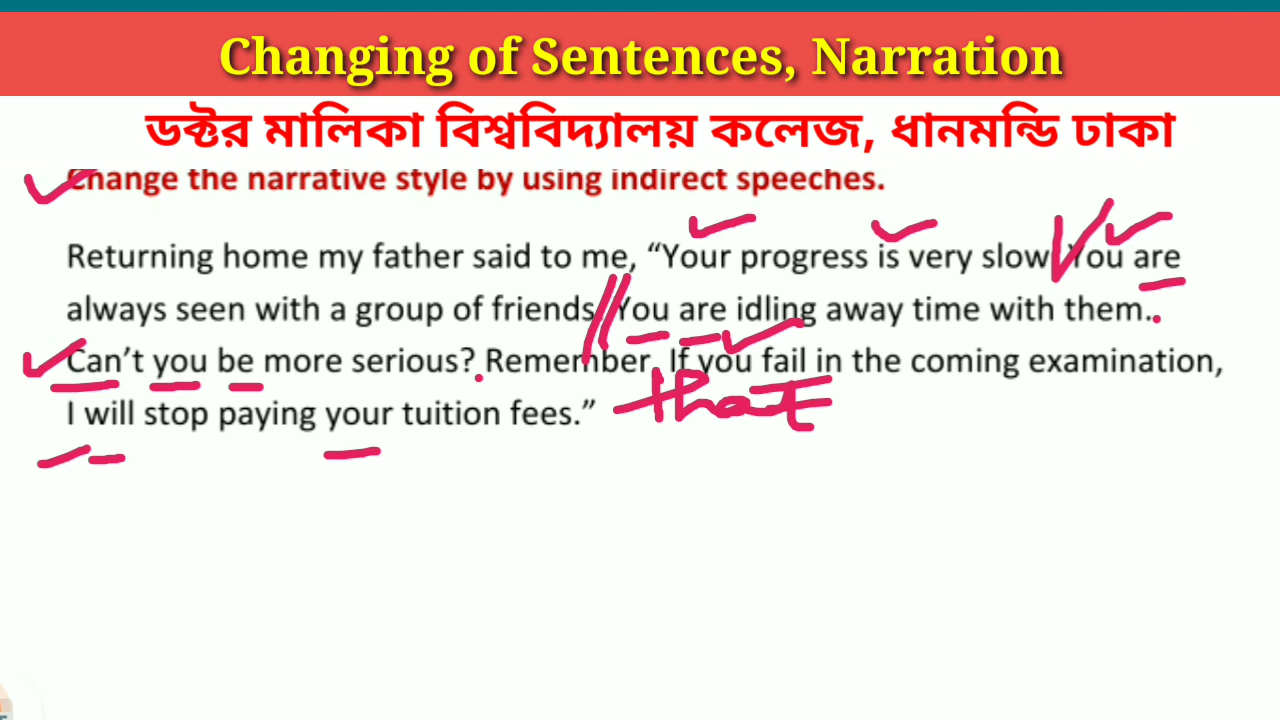 Changing of Sentences, Narration
ডক্টর মালিকা বিশ্ববিদ্যালয় কলেজ, ধানমন্ডি ঢাকা
Change the narrative style by using indirect speeches.
Returning home my father said to me, “Your progress is very slow. You are
always seen with a group of friends. You are idling away time with them.
Can’t you be more serious? Remember, If you fail in the coming examination,
that
I will stop paying your tuition fees.”